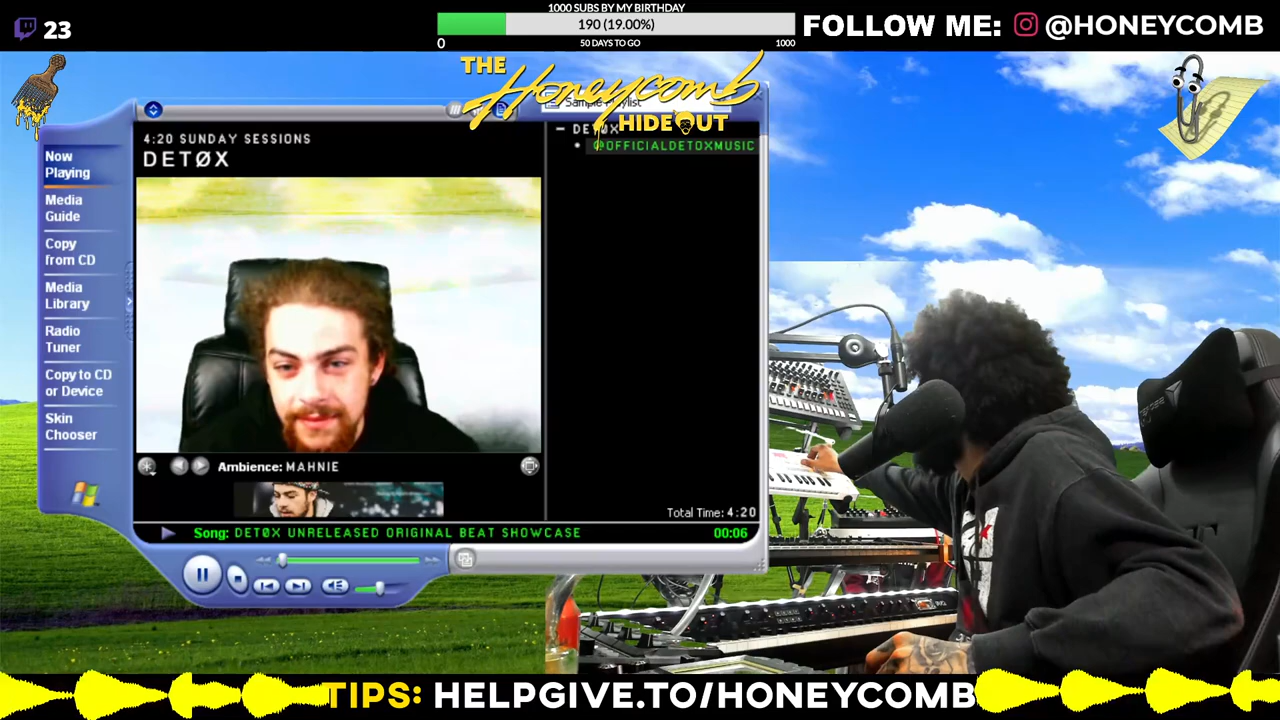 23
1000 SUBS BY MY BIRTHDAY
190 (19.00%)
0
50 DAYS TO GO
1000
FOLLOW ME: @HONEYCOMB
THE
Honeycomb
HIDEOUT
Sample Playlist
4:20 SUNDAY SESSIONS
DETØX
DETØX
@OFFICIALDETOXMUSIC
Now
Playing
Media
Guide
Copy
from CD
Media
Library
Radio
Tuner
Copy to CD
or Device
Skin
Chooser
Ambience: MAHNIE
Total Time: 4:20
Song: DETØX UNRELEASED ORIGINAL BEAT SHOWCASE
00:06
TIPS: HELPGIVE.TO/HONEYCOMB